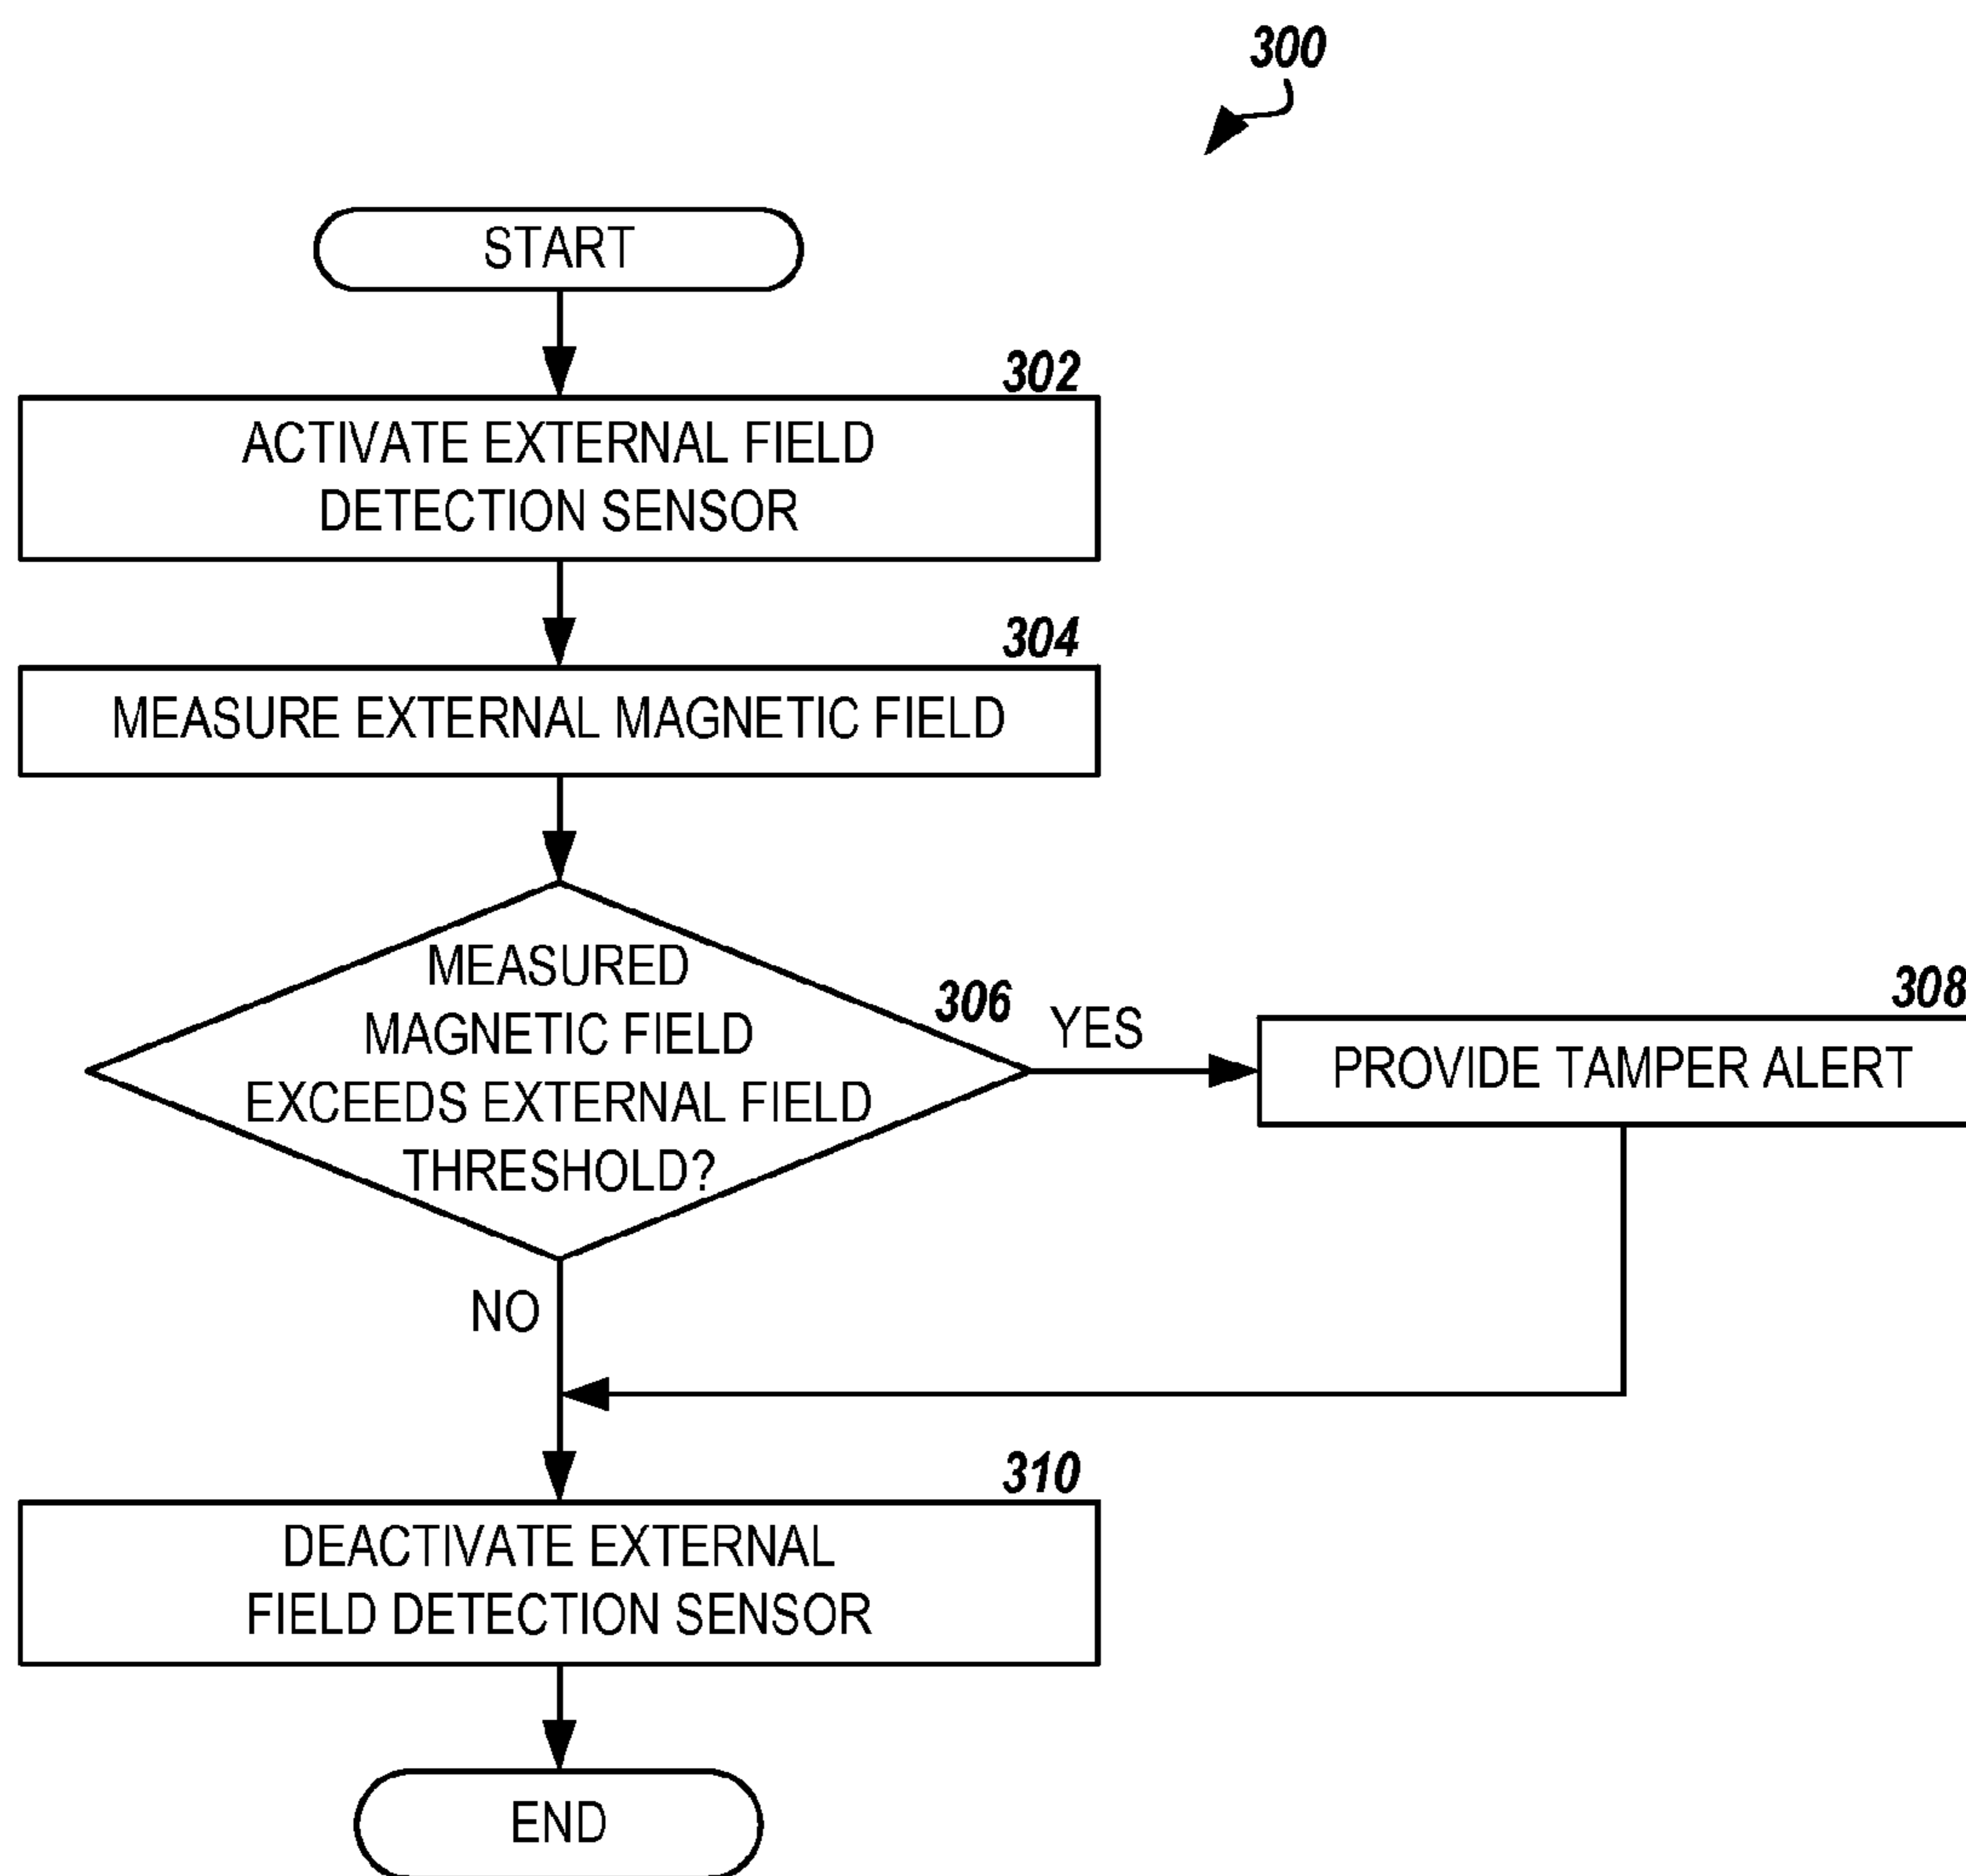 300
START
302
ACTIVATE EXTERNAL FIELD
DETECTION SENSOR
304
MEASURE EXTERNAL MAGNETIC FIELD
MEASURED
MAGNETIC FIELD
EXCEEDS EXTERNAL FIELD
THRESHOLD?
306
YES
308
PROVIDE TAMPER ALERT
NO
310
DEACTIVATE EXTERNAL
FIELD DETECTION SENSOR
END